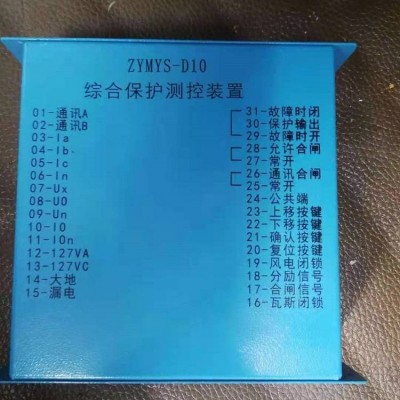 ZYMYS-D10
综合保护测控装置
01-通讯A
02-通讯B
03-Ia
04-Ib、
05-Ic
06-In
07-Ux
08-U0
09-Un
10-I0
11-I0n
12-127VA
13-127VC
14-大地
15-漏电
31-故障时闭
30-保护输出
29-故障时开
28-允许合闸
27-常开
26-通讯合闸
25-常开
24-公共端
23-上移按键
22-下移按键
21-确认按键
20-复位按键
19-风电闭锁
18-分励信号
17-合闸信号
16-瓦斯闭锁